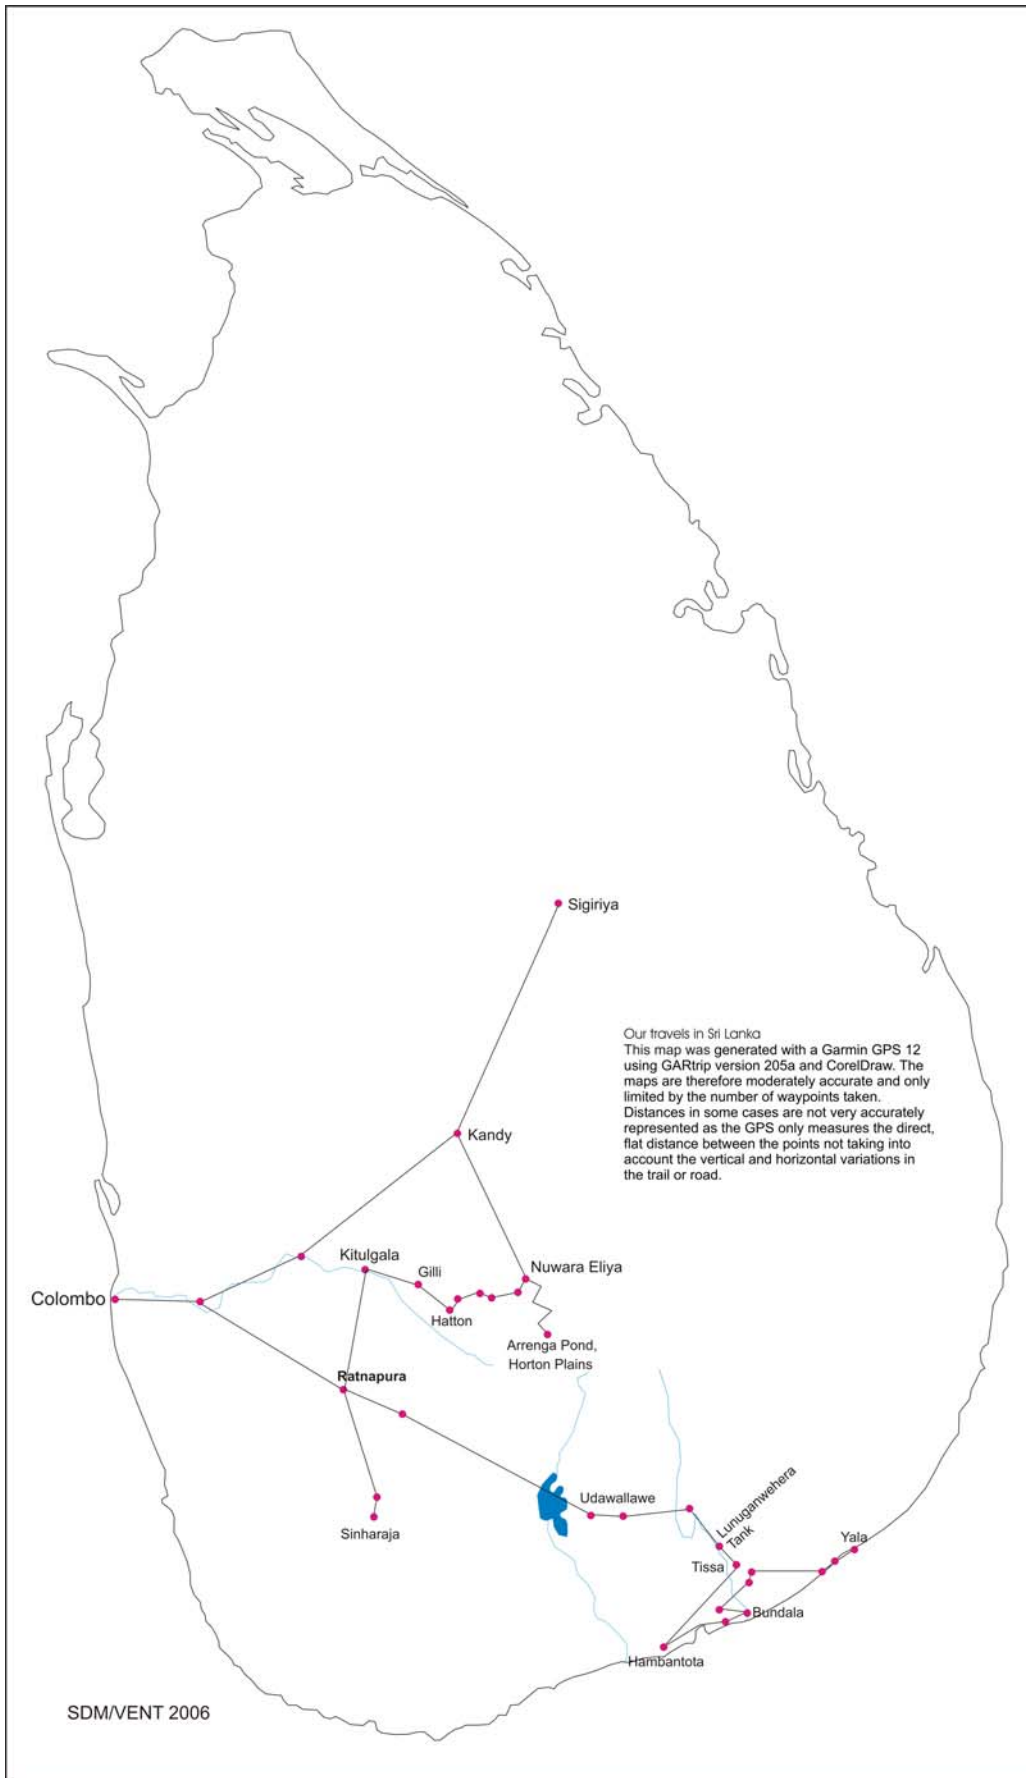 Sigiriya
Our travels in Sri Lanka
This map was generated with a Garmin GPS 12
using GARtrip version 205a and CorelDraw. The
maps are therefore moderately accurate and only
limited by the number of waypoints taken.
Distances in some cases are not very accurately
represented as the GPS only measures the direct,
flat distance between the points not taking into
account the vertical and horizontal variations in
the trail or road.
Kandy
Kitulgala
Gilli
Nuwara Eliya
Colombo
Hatton
Arrenga Pond,
Horton Plains
Ratnapura
Udawallawe
Lunuganwehera
Tank
Sinharaja
Yala
Tissa
Bundala
Hambantota
SDM/VENT 2006